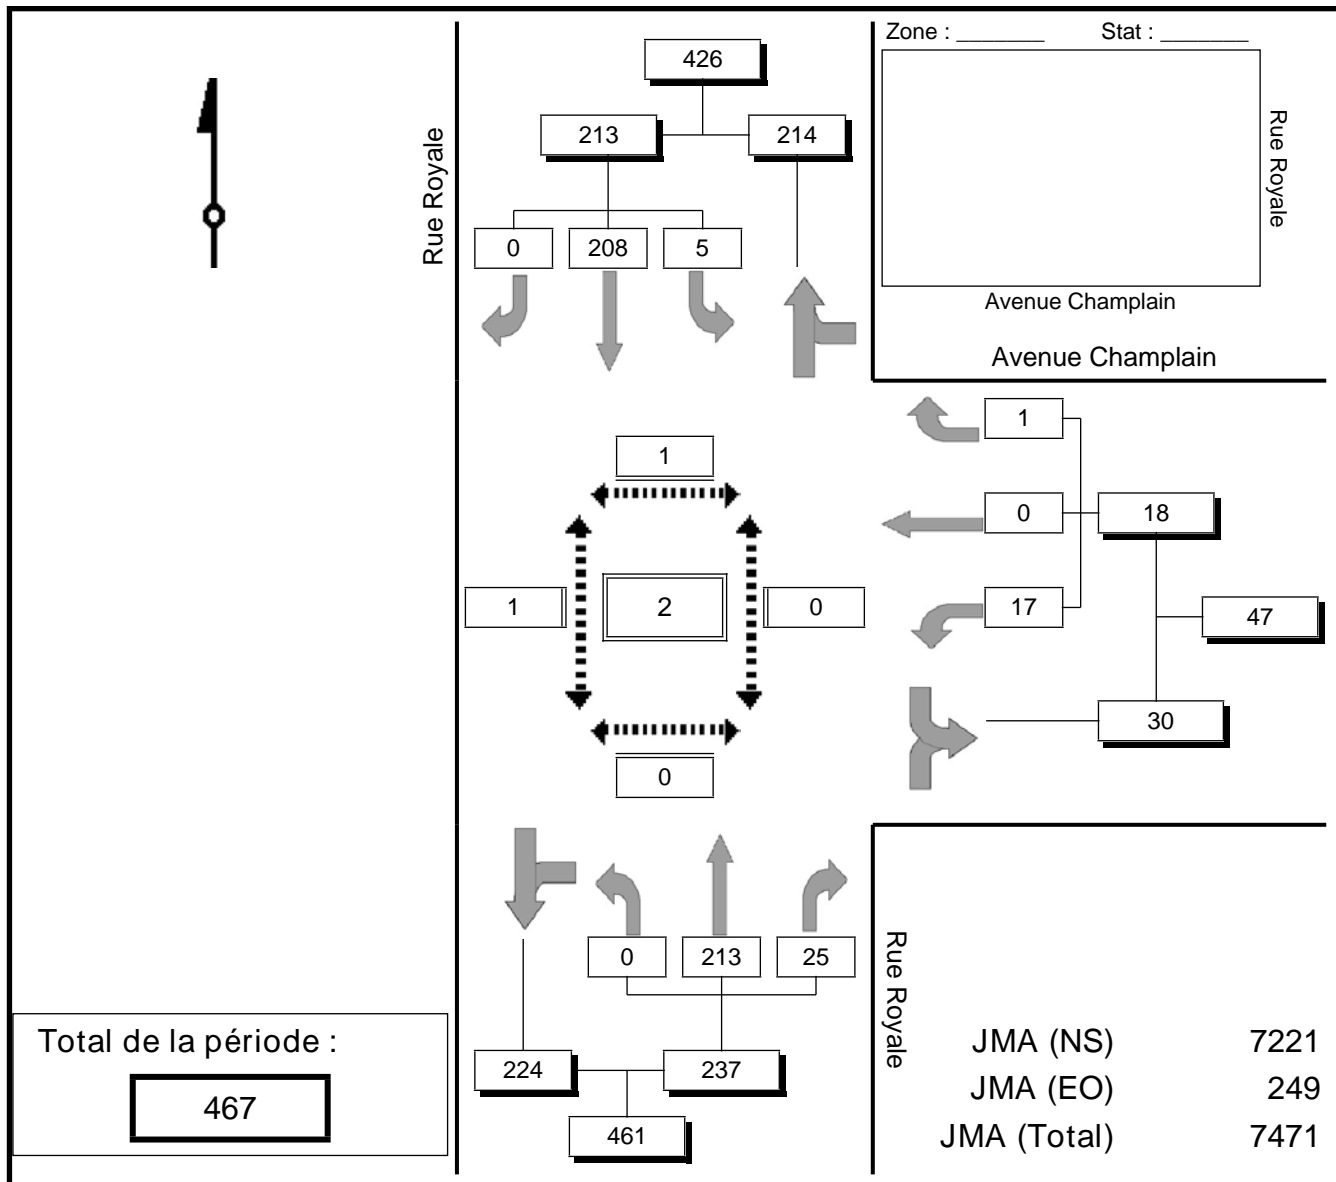 Zone : _______ Stat : _______
Rue Royale
Avenue Champlain
Avenue Champlain
Rue Royale
426
213 214
0 208 5
1
0 18
17
47
30
1
1 2 0
0
0 213 25
224 237
461
Rue Royale
Total de la période :
467
JMA (NS) 7221
JMA (EO) 249
JMA (Total) 7471